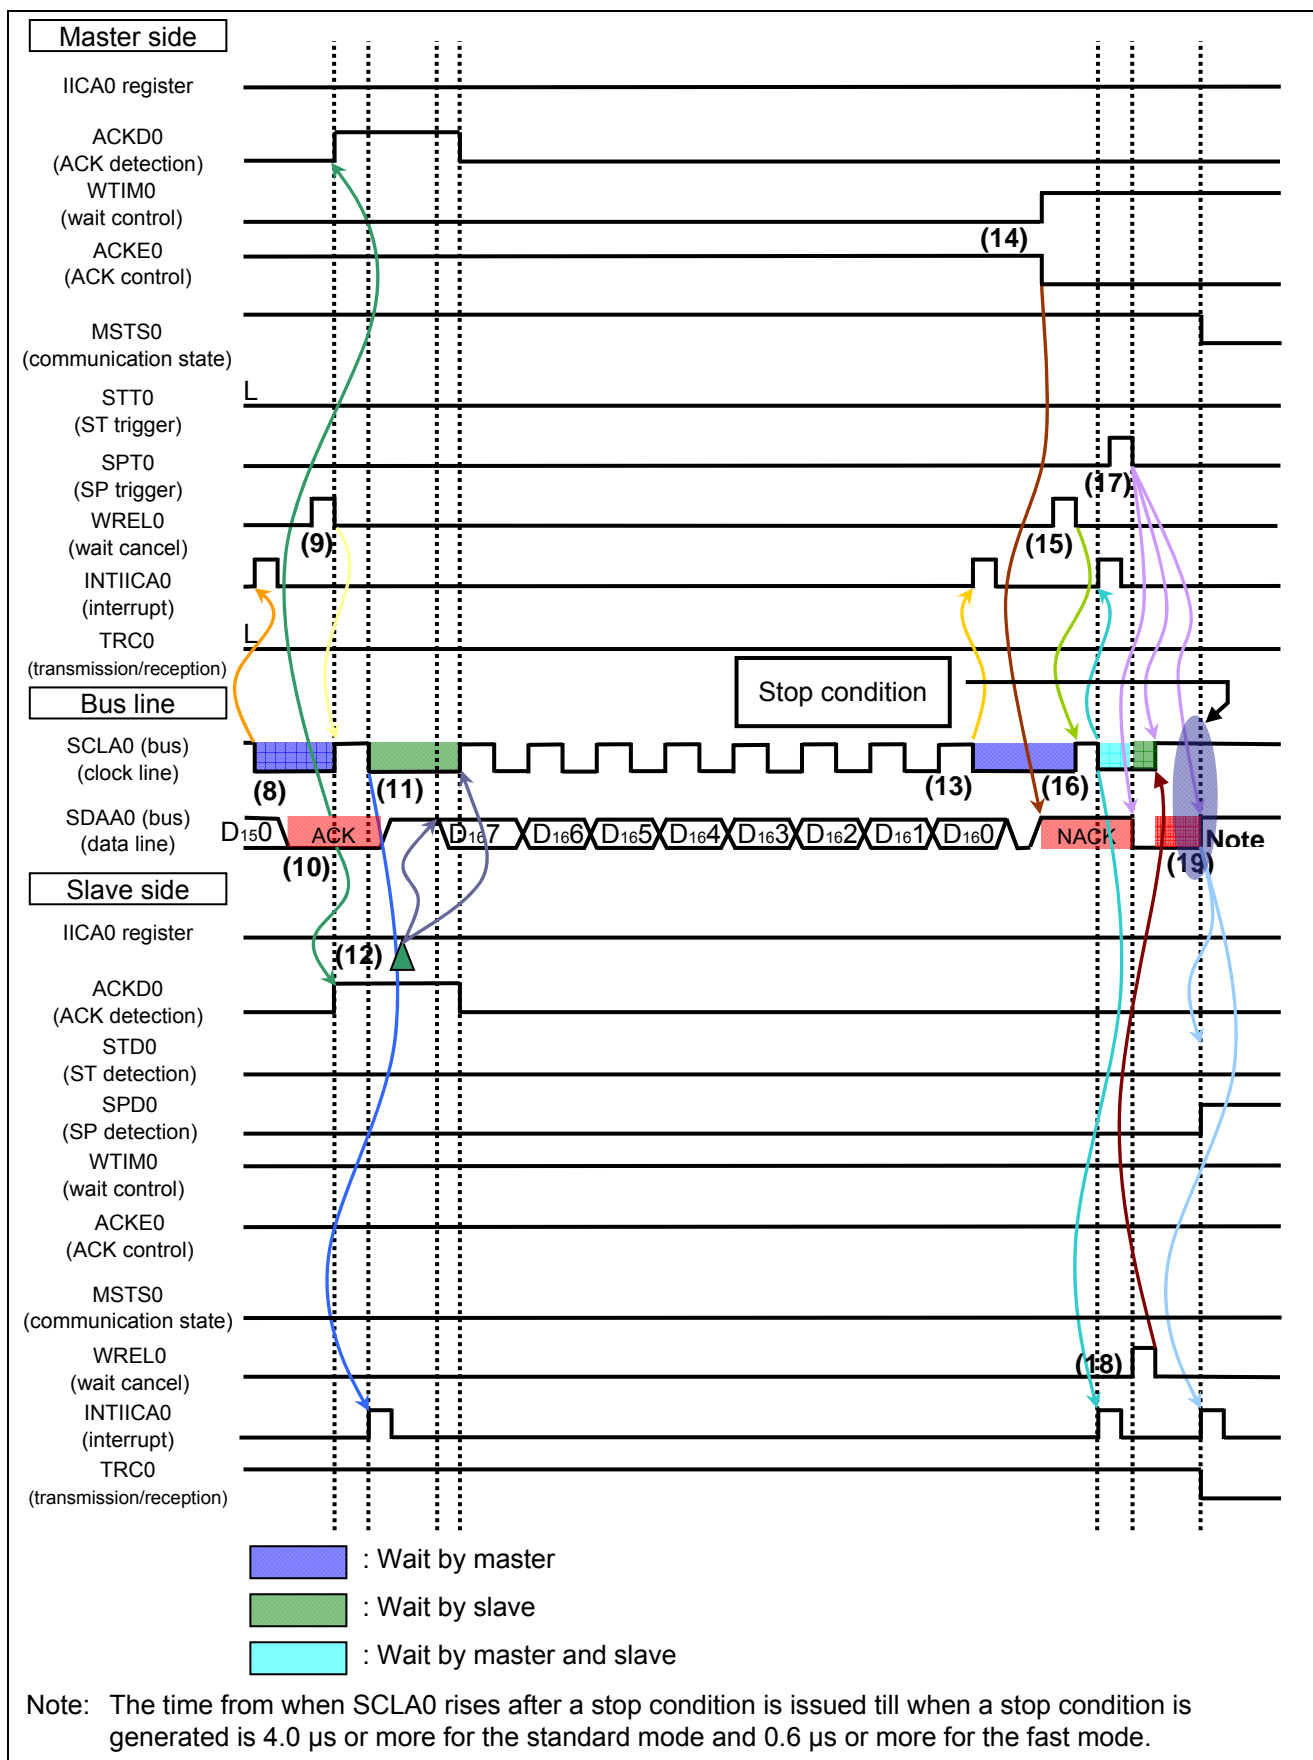 Master side
IICA0 register
ACKD0
(ACK detection)
WTIM0
(wait control)
(14)
ACKE0
(ACK control)
MSTS0
(communication state)
L
STT0
(ST trigger)
SPT0
(SP trigger)
(17)
WREL0
(wait cancel)
(9)
(15)
INTIICA0
(interrupt)
TRC0
(transmission/reception)
L
Stop condition
Bus line
SCLA0 (bus)
(clock line)
(8)
(11)
(13)
(16)
SDAA0 (bus)
(data line)
D150 ACK D167 D166 D165 D164 D163 D162 D161 D160 NACK Note
(10)
(19)
Slave side
IICA0 register
(12)
ACKD0
(ACK detection)
STD0
(ST detection)
SPD0
(SP detection)
WTIM0
(wait control)
ACKE0
(ACK control)
MSTS0
(communication state)
WREL0
(wait cancel)
(18)
INTIICA0
(interrupt)
TRC0
(transmission/reception)
: Wait by master
: Wait by slave
: Wait by master and slave
Note: The time from when SCLA0 rises after a stop condition is issued till when a stop condition is
generated is 4.0 µs or more for the standard mode and 0.6 µs or more for the fast mode.